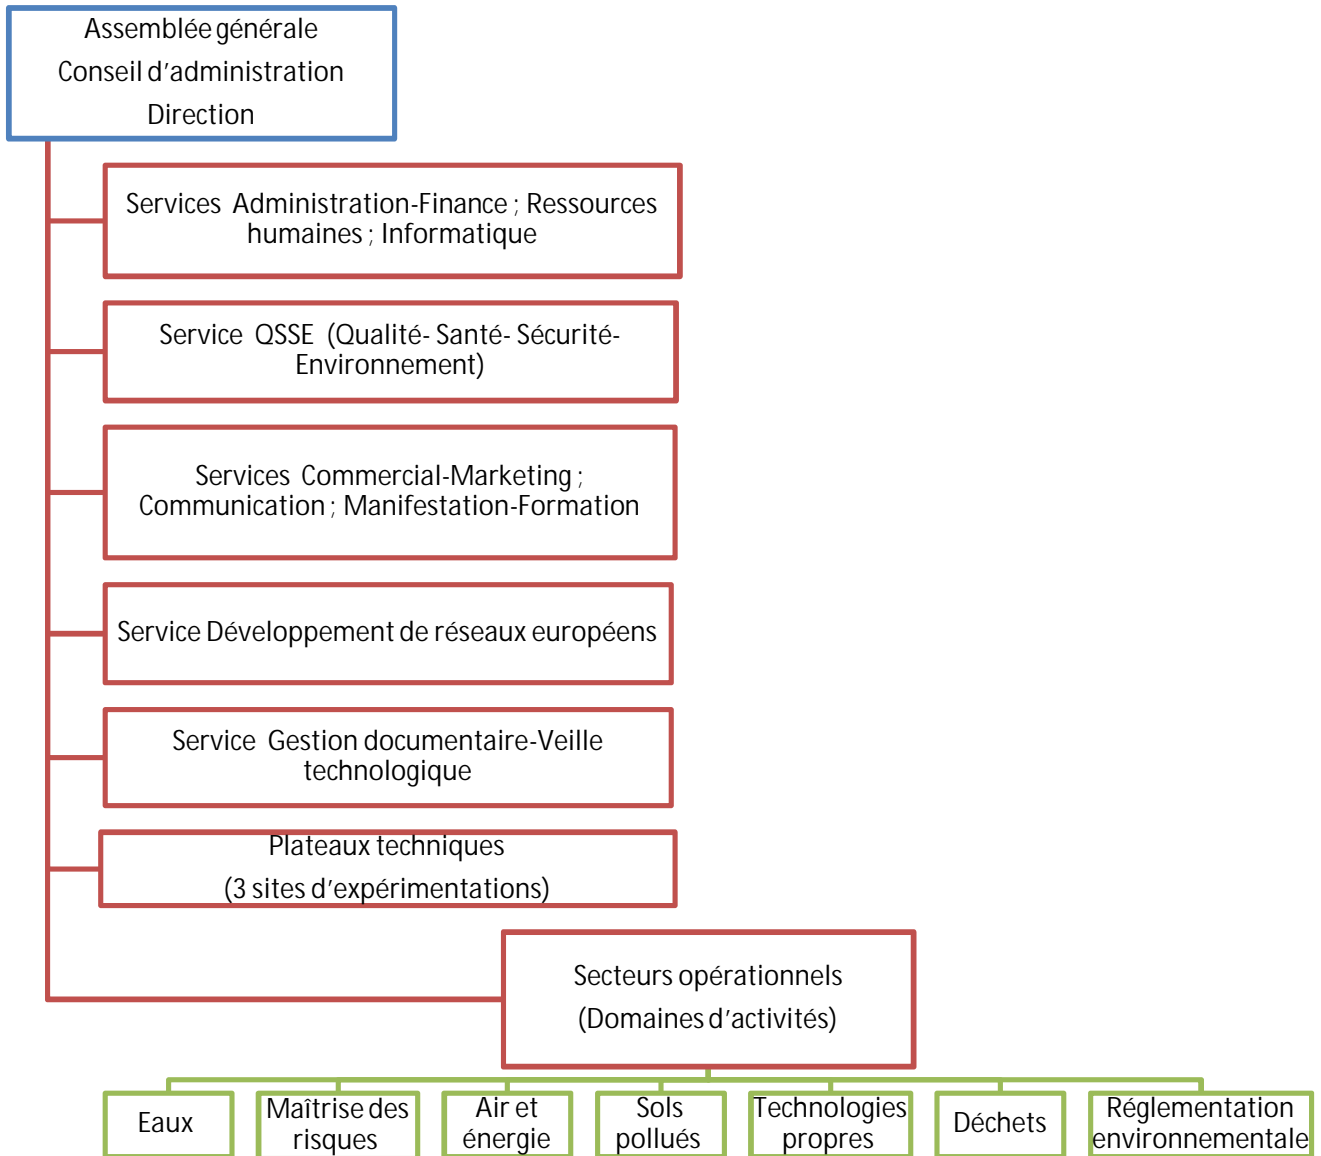 Assemblée générale
Conseil d’administration
Direction
Services Administration-Finance ; Ressources
humaines ; Informatique
Service QSSE (Qualité- Santé- Sécurité-
Environnement)
Services Commercial-Marketing ;
Communication ; Manifestation-Formation
Service Développement de réseaux européens
Service Gestion documentaire-Veille
technologique
Plateaux techniques
(3 sites d’expérimentations)
Secteurs opérationnels
(Domaines d’activités)
Eaux
Maîtrise des
risques
Air et
énergie
Sols
pollués
Technologies
propres
Déchets
Réglementation
environnementale